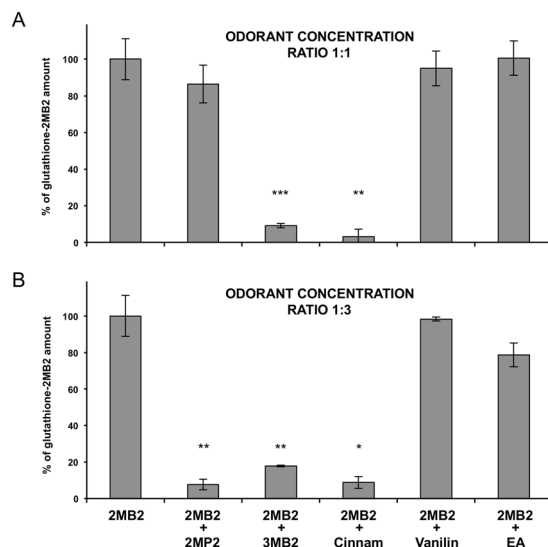 A
ODORANT CONCENTRATION
RATIO 1:1
% of glutathione-2MB2 amount
100
80
60
40
20
0
***
**
B
ODORANT CONCENTRATION
RATIO 1:3
% of glutathione-2MB2 amount
100
80
60
40
20
0
**
**
*
2MB2
2MB2
+
2MP2
2MB2
+
3MB2
2MB2
+
Cinnam
2MB2
+
Vanilin
2MB2
+
EA